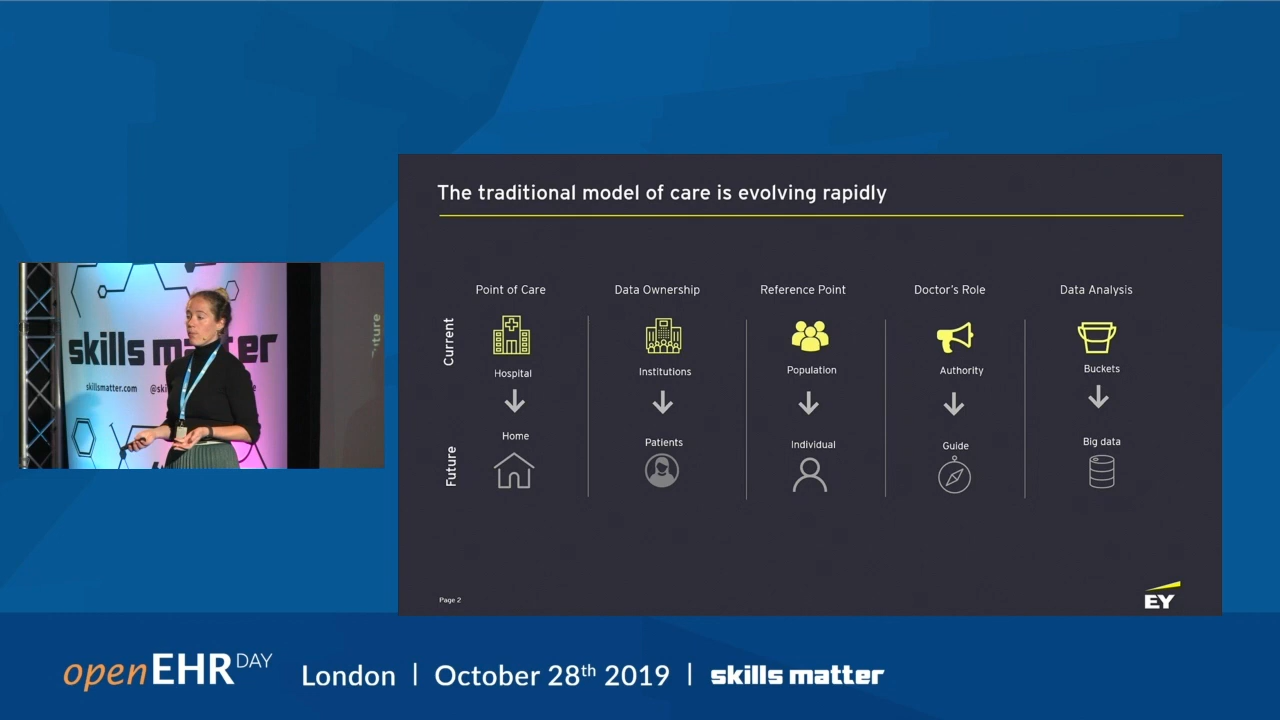 The traditional model of care is evolving rapidly
Point of Care
Data Ownership
Reference Point
Doctor's Role
Data Analysis
Current
Hospital
Institutions
Population
Authority
Buckets
Future
Home
Patients
Individual
Guide
Big data
Page 2
EY
skills matter
skillsmatter.com
openEHR DAY
London | October 28th 2019 | skills matter